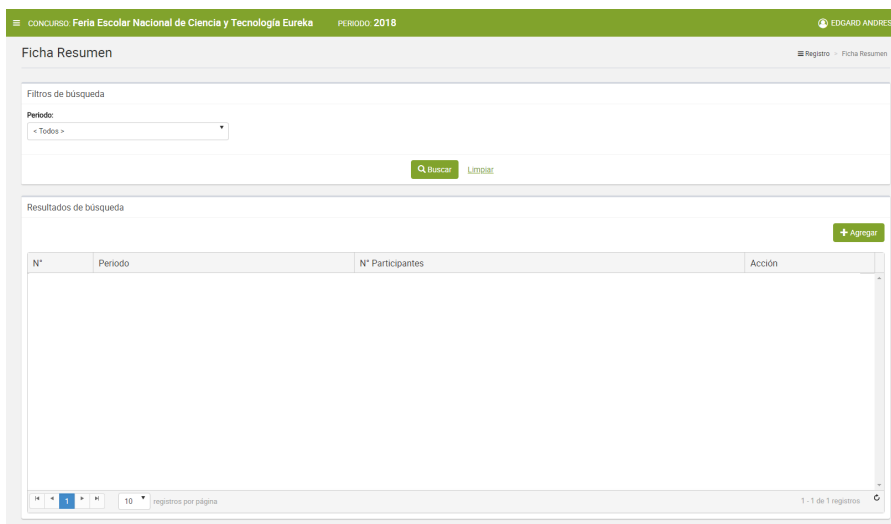 CONCURSO: Feria Escolar Nacional de Ciencia y Tecnología Eureka PERIODO: 2018 EDGARD ANDRES
Ficha Resumen Registro - Ficha Resumen
Filtros de búsqueda
Periodo:
< Todos >
Buscar Limpiar
Resultados de búsqueda
+ Agregar
N° Periodo N° Participantes Acción
1 10 registros por página 1 - 1 de 1 registros